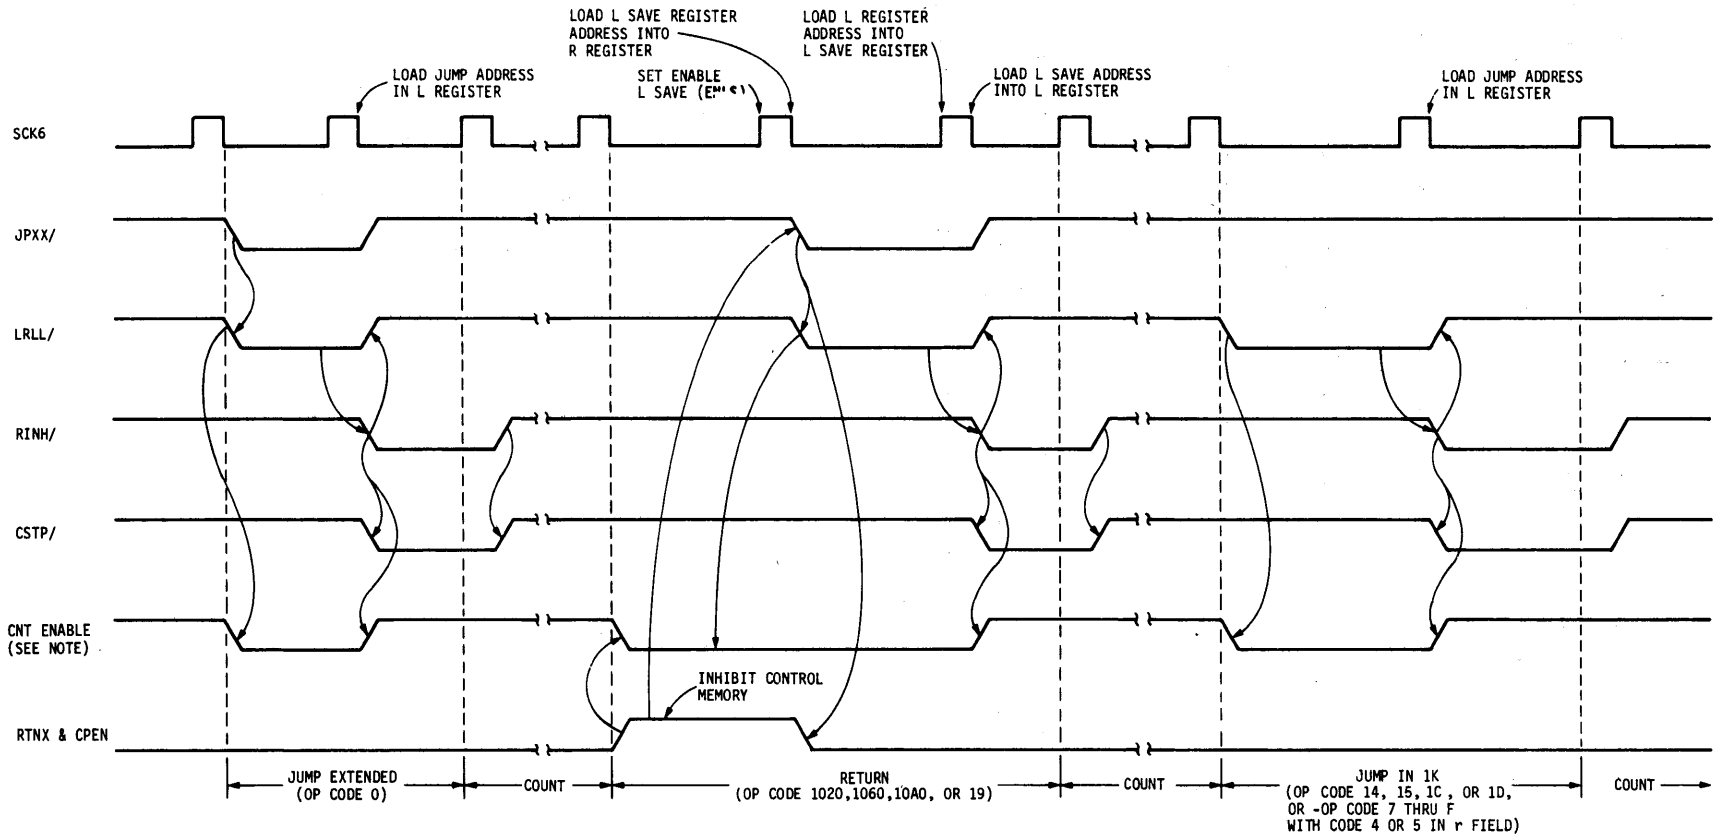 LOAD L SAVE REGISTER
ADDRESS INTO
R REGISTER
LOAD L REGISTER
ADDRESS INTO
L SAVE REGISTER
LOAD JUMP ADDRESS
IN L REGISTER
SET ENABLE
L SAVE
LOAD L SAVE ADDRESS
INTO L REGISTER
LOAD JUMP ADDRESS
IN L REGISTER
SCK6
JPXX/
LRLL/
RINH/
CSTP/
CNT ENABLE
(SEE NOTE)
INHIBIT CONTROL
MEMORY
RTNX & CPEN
JUMP EXTENDED
(OP CODE 0)
COUNT
RETURN
(OP CODE 1020,1060,10A0, OR 19)
COUNT
JUMP IN 1K
(OP CODE 14, 15, 1C, OR 1D,
OR -OP CODE 7 THRU F
WITH CODE 4 OR 5 IN r FIELD)
COUNT